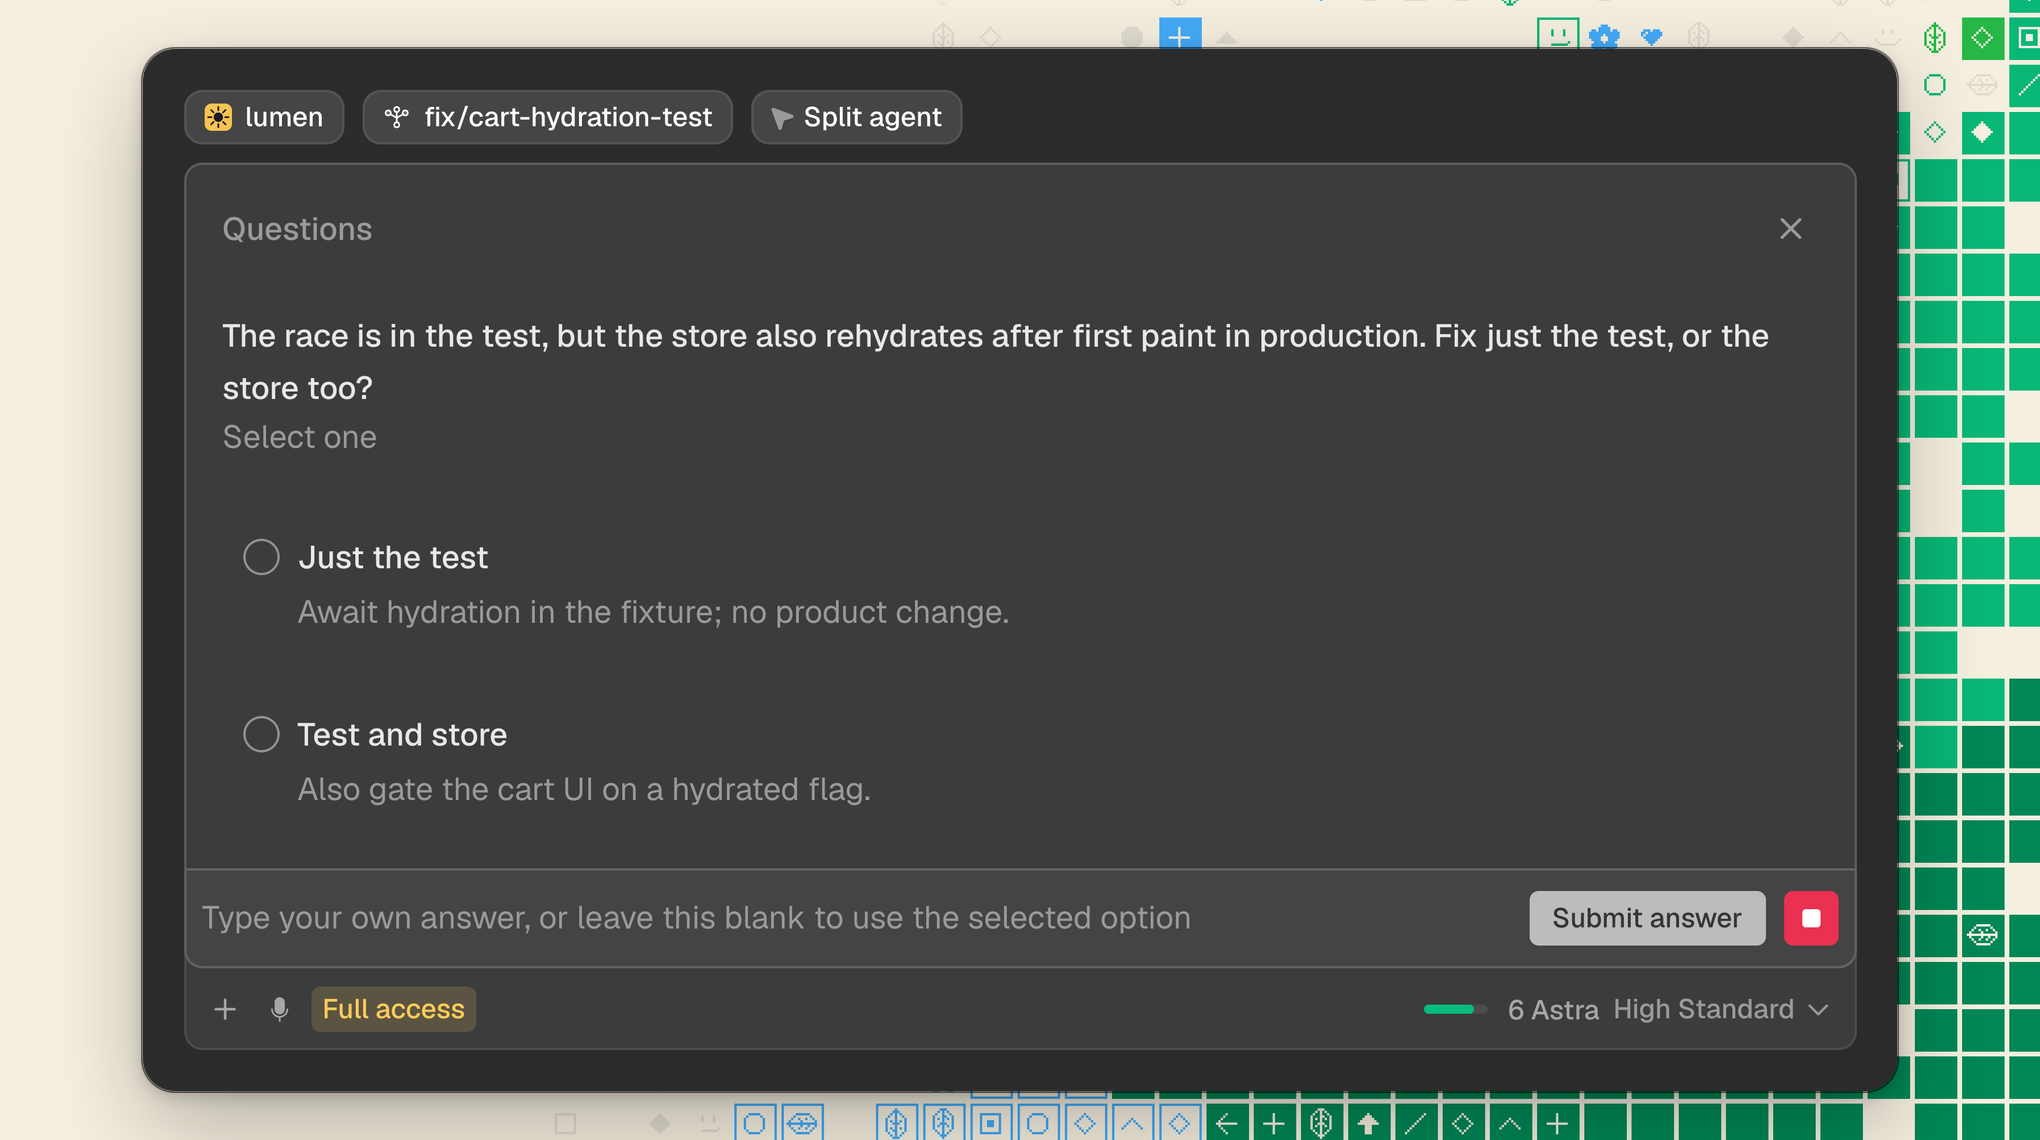 lumen
fix/cart-hydration-test
Split agent
Questions
The race is in the test, but the store also rehydrates after first paint in production. Fix just the test, or the
store too?
Select one
Just the test
Await hydration in the fixture; no product change.
Test and store
Also gate the cart UI on a hydrated flag.
Type your own answer, or leave this blank to use the selected option
Submit answer
Full access
6 Astra High Standard